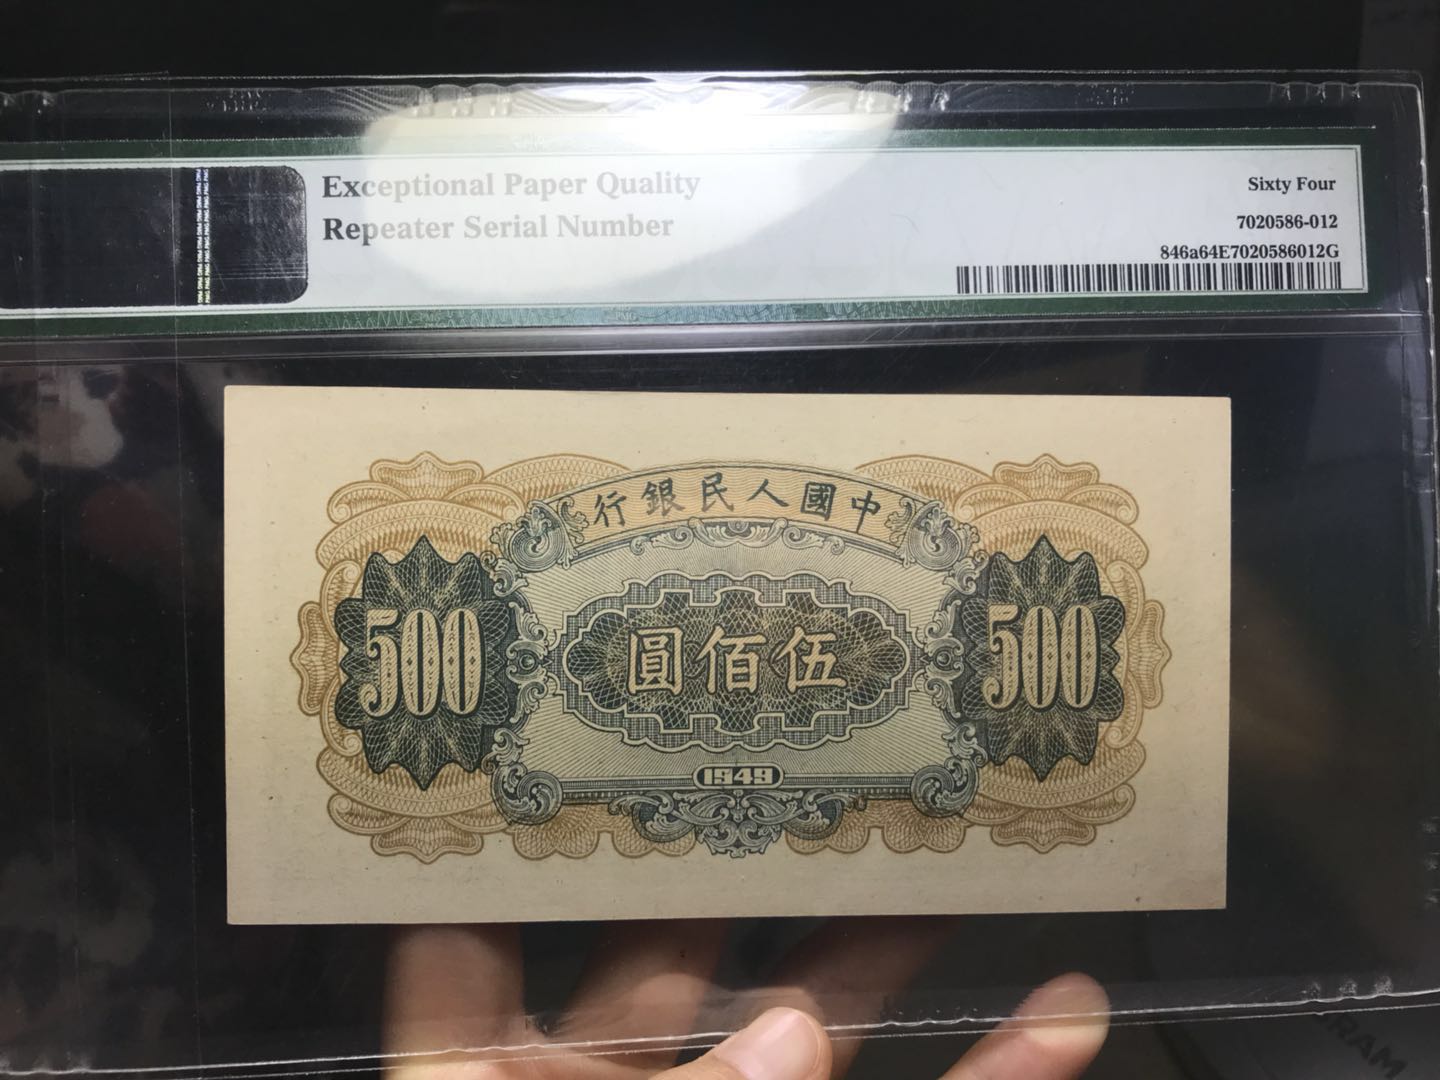 Exceptional Paper Quality
Repeater Serial Number
Sixty Four
7020586-012
846a64E7020586012G
行銀民人國中
500
圓佰伍
500
1949